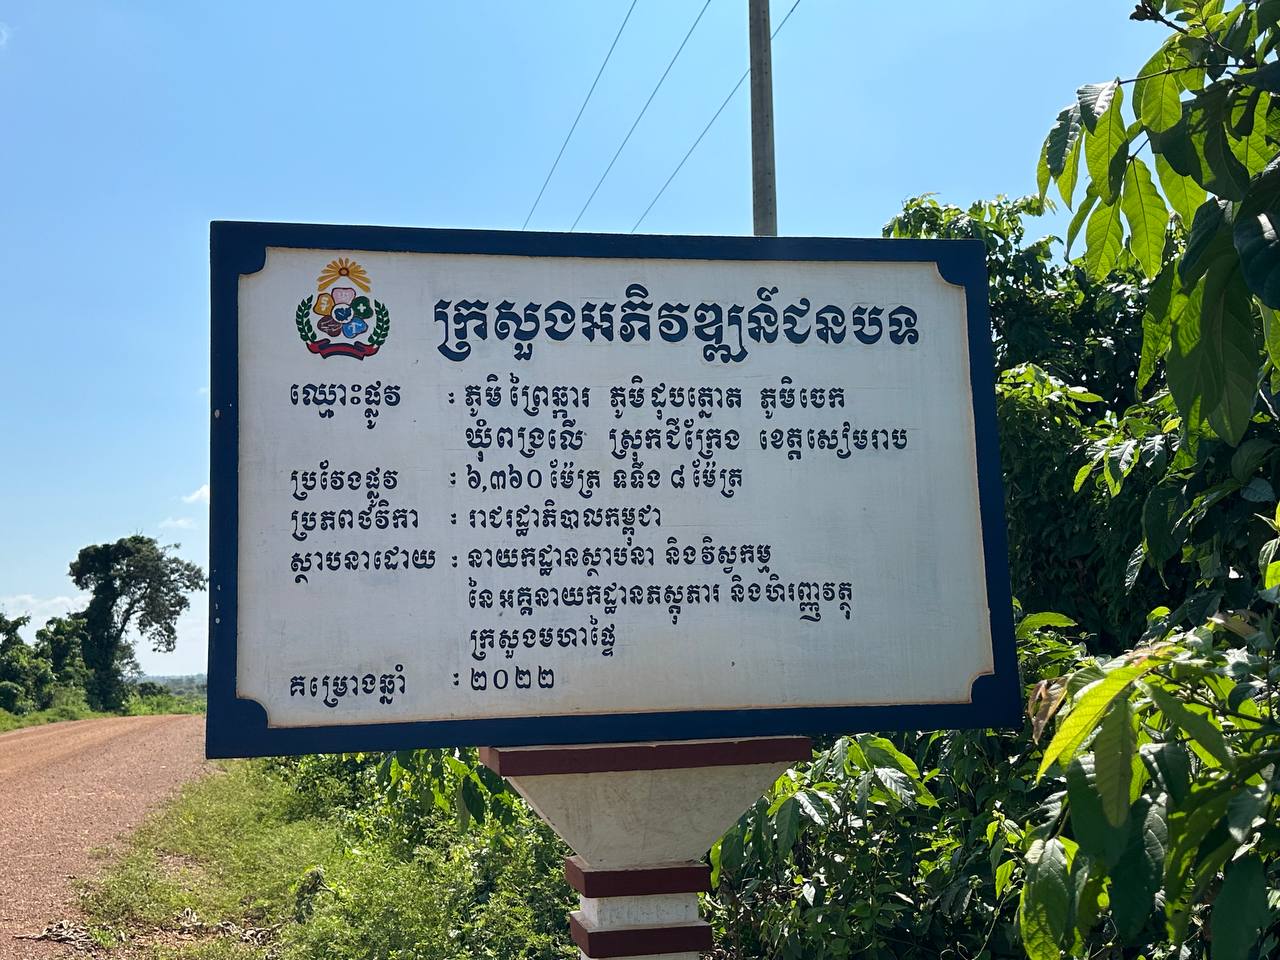 ក្រសួងអភិវឌ្ឍន៍ជនបទ
ឈ្មោះផ្លូវ : ភូមិ ព្រៃឆ្ការ ភូមិដុបត្នោត ភូមិចេក
ឃុំពង្រលើ ស្រុកជីក្រែង ខេត្តសៀមរាប
ប្រវែងផ្លូវ : ៦,៣៦០ ម៉ែត្រ ទទឹង ៨ ម៉ែត្រ
ប្រភពថវិកា : រាជរដ្ឋាភិបាលកម្ពុជា
ស្ថាបនាដោយ : នាយកដ្ឋានស្ថាបនា និងវិស្វកម្ម
នៃ អគ្គនាយកដ្ឋានភស្តុភារ និងហិរញ្ញវត្ថុ
ក្រសួងមហាផ្ទៃ
គម្រោងឆ្នាំ : ២០២២